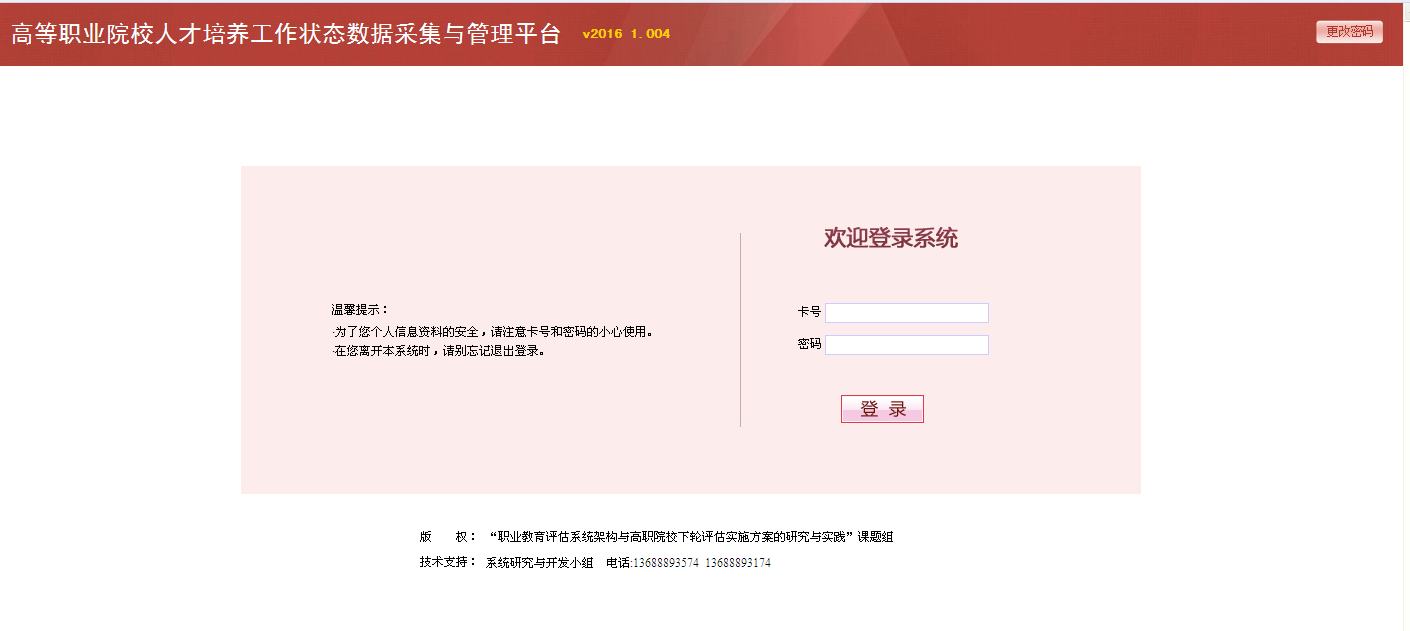 高等职业院校人才培养工作状态数据采集与管理平台 v2016 1.004
更改密码
欢迎登录系统
温馨提示：
·为了您个人信息资料的安全，请注意卡号和密码的小心使用。
·在您离开本系统时，请别忘记退出登录。
卡号
密码
登 录
版 权： “职业教育评估系统架构与高职院校下轮评估实施方案的研究与实践”课题组
技术支持： 系统研究与开发小组 电话:13688893574 13688893174